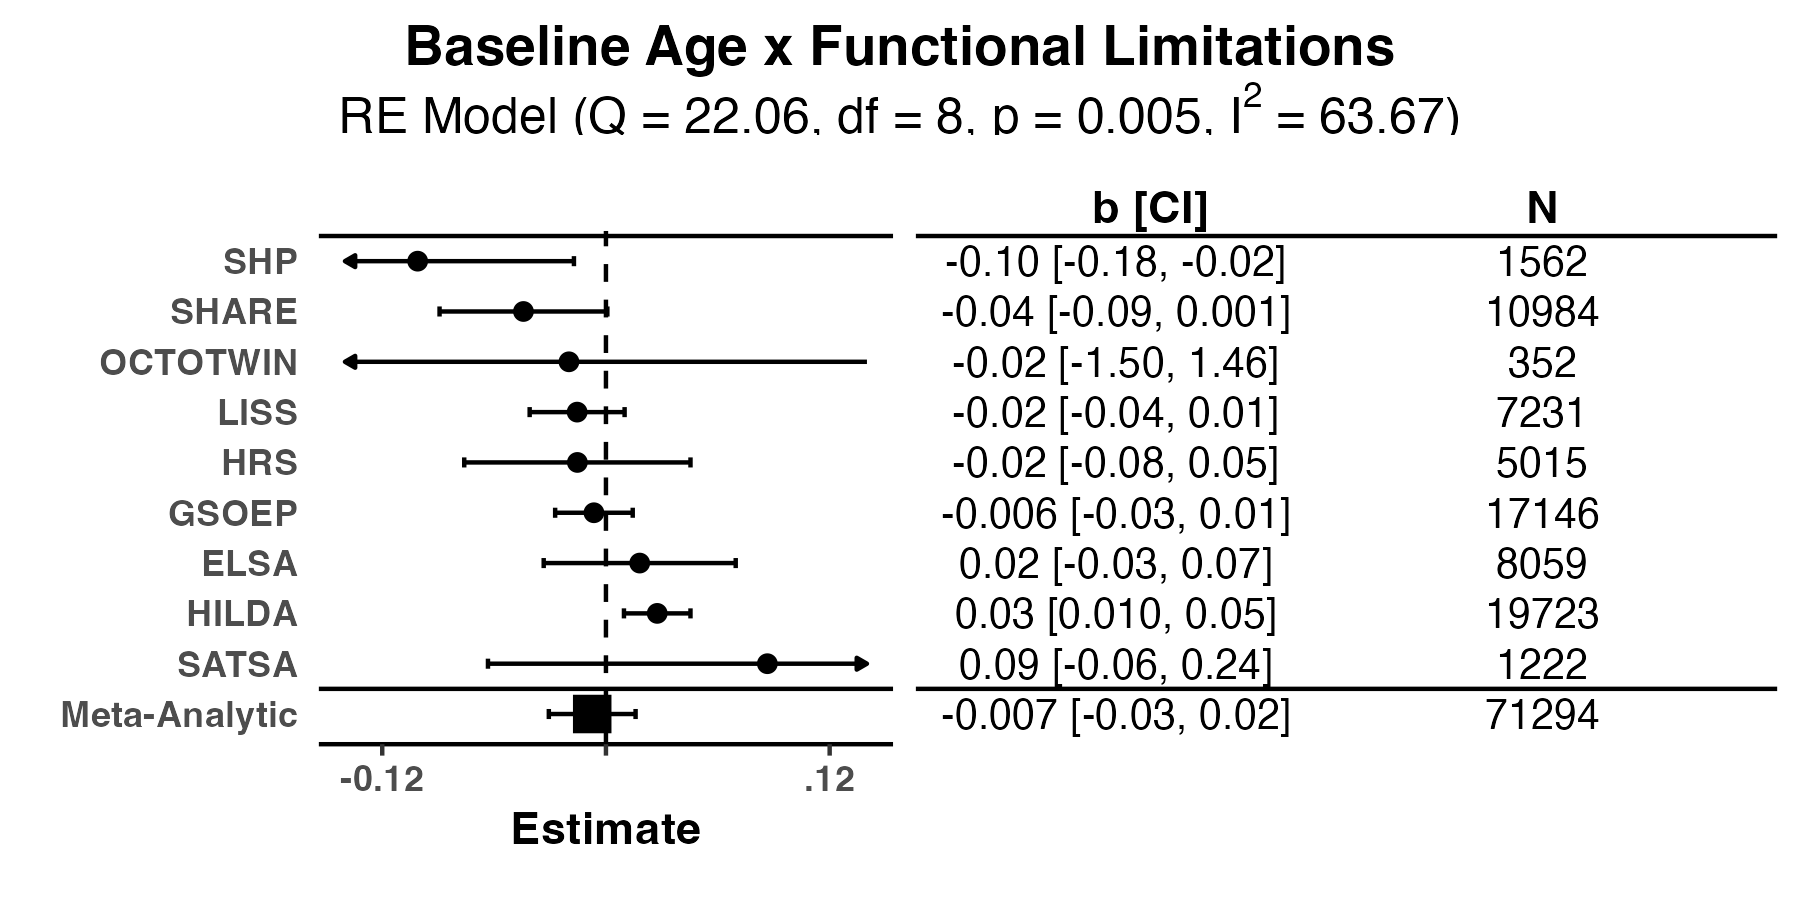 Baseline Age x Functional Limitations
RE Model (Q = 22.06, df = 8, p = 0.005, I² = 63.67)
b [CI] N
SHP -0.10 [-0.18, -0.02] 1562
SHARE -0.04 [-0.09, 0.001] 10984
OCTOTWIN -0.02 [-1.50, 1.46] 352
LISS -0.02 [-0.04, 0.01] 7231
HRS -0.02 [-0.08, 0.05] 5015
GSOEP -0.006 [-0.03, 0.01] 17146
ELSA 0.02 [-0.03, 0.07] 8059
HILDA 0.03 [0.010, 0.05] 19723
SATSA 0.09 [-0.06, 0.24] 1222
Meta-Analytic -0.007 [-0.03, 0.02] 71294
-0.12 .12
Estimate